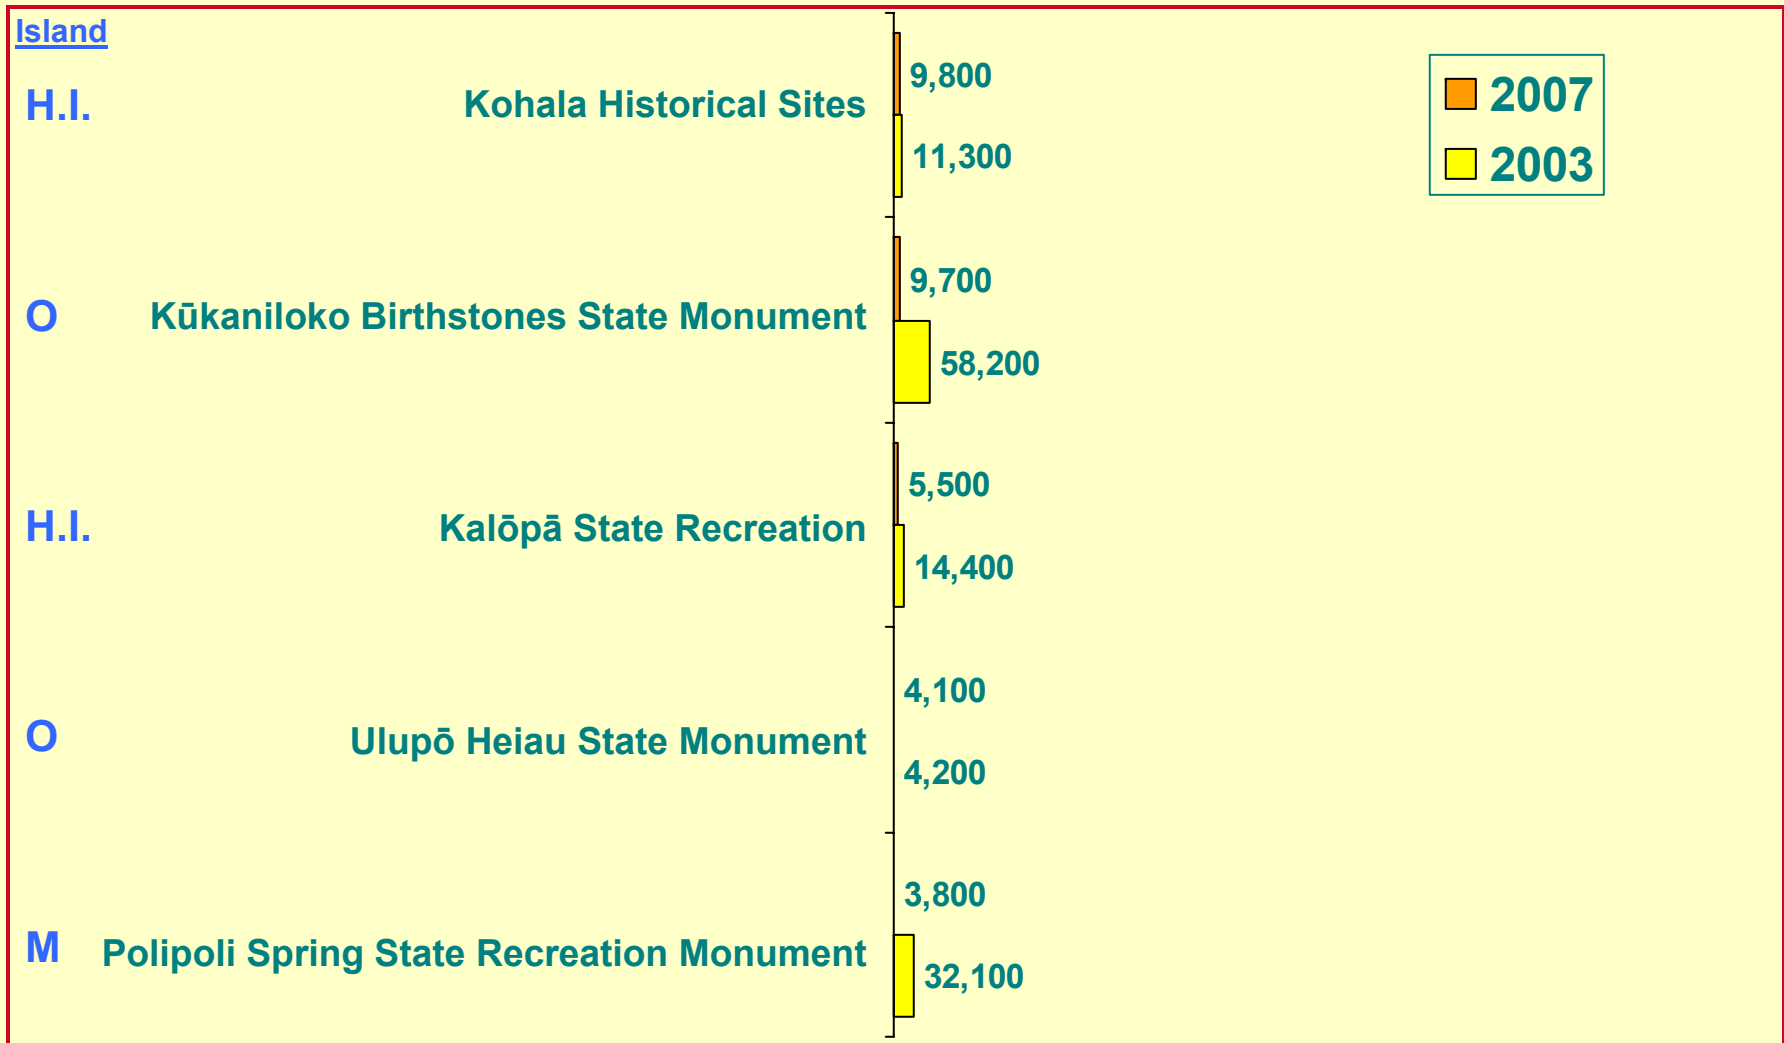 Island
H.I. Kohala Historical Sites 9,800
11,300
2007
2003
O Kūkaniloko Birthstones State Monument 9,700
58,200
H.I. Kalōpā State Recreation 5,500
14,400
O Ulupō Heiau State Monument 4,100
4,200
M Polipoli Spring State Recreation Monument 3,800
32,100